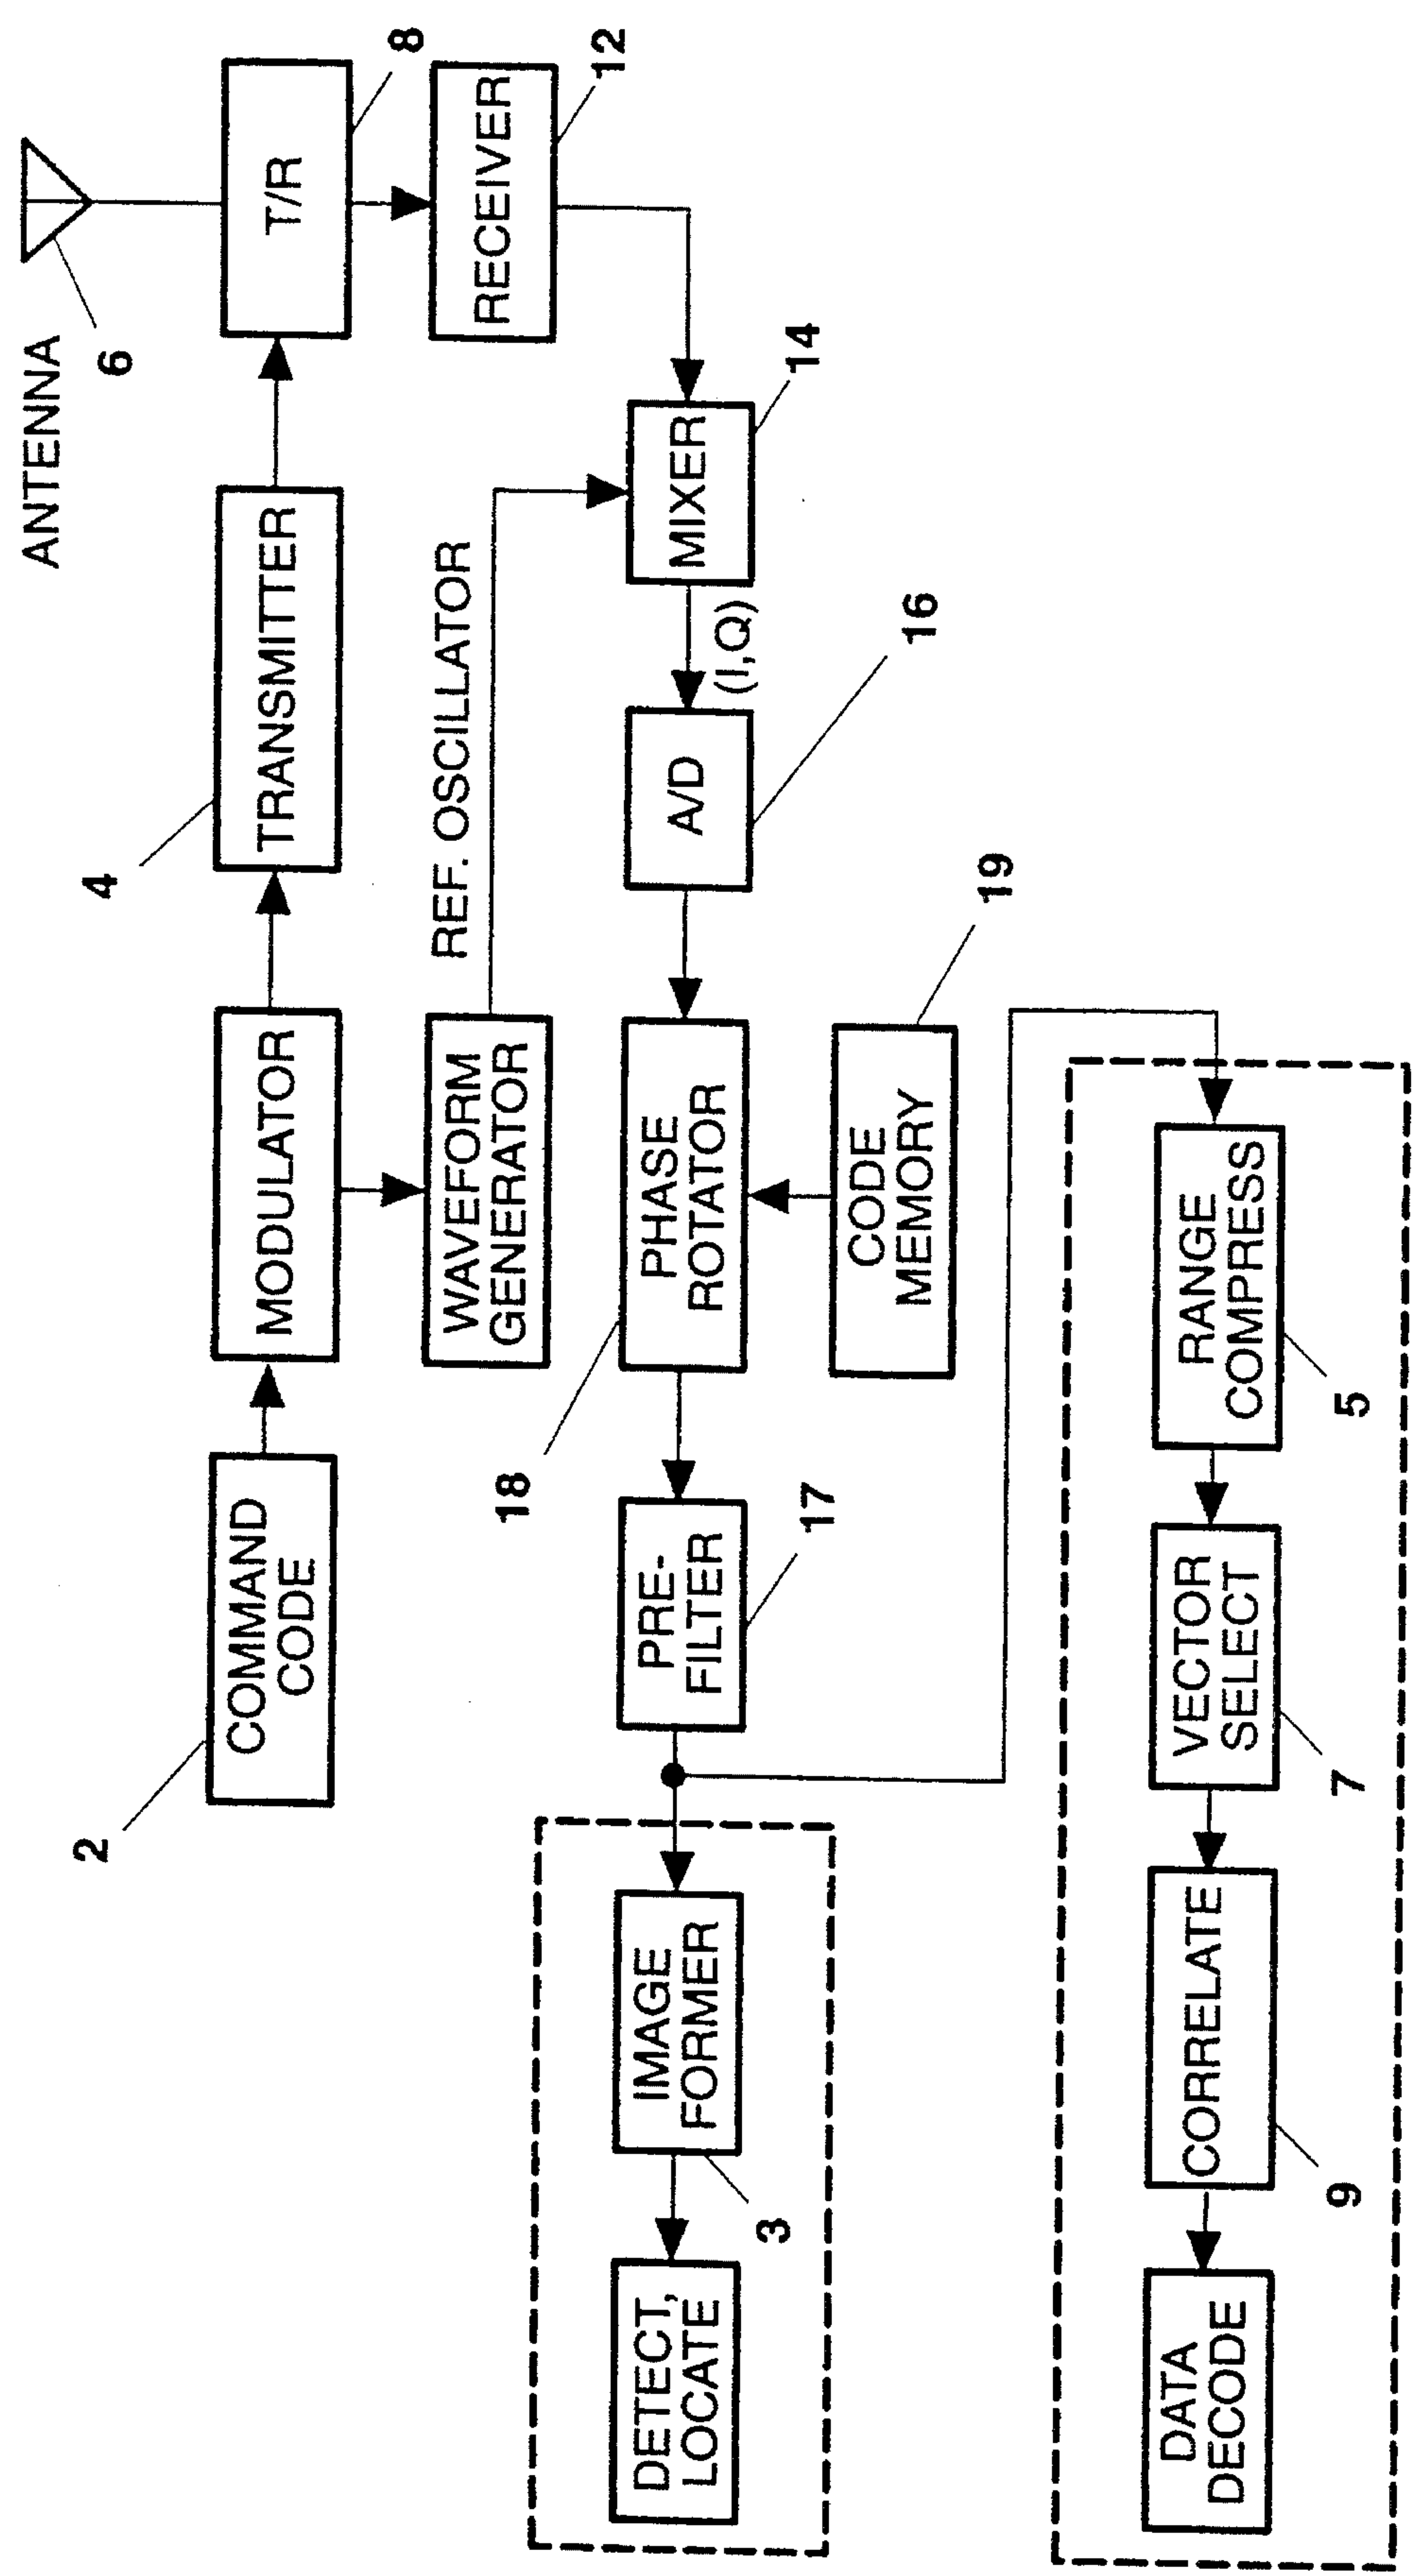 ANTENNA
6
COMMAND
CODE
2
MODULATOR
TRANSMITTER
4
T/R
8
WAVEFORM
GENERATOR
REF. OSCILLATOR
RECEIVER
12
DETECT,
LOCATE
IMAGE
FORMER
3
PRE-
FILTER
17
PHASE
ROTATOR
18
A/D
16
(I,Q)
MIXER
14
CODE
MEMORY
19
DATA
DECODE
CORRELATE
9
VECTOR
SELECT
7
RANGE
COMPRESS
5